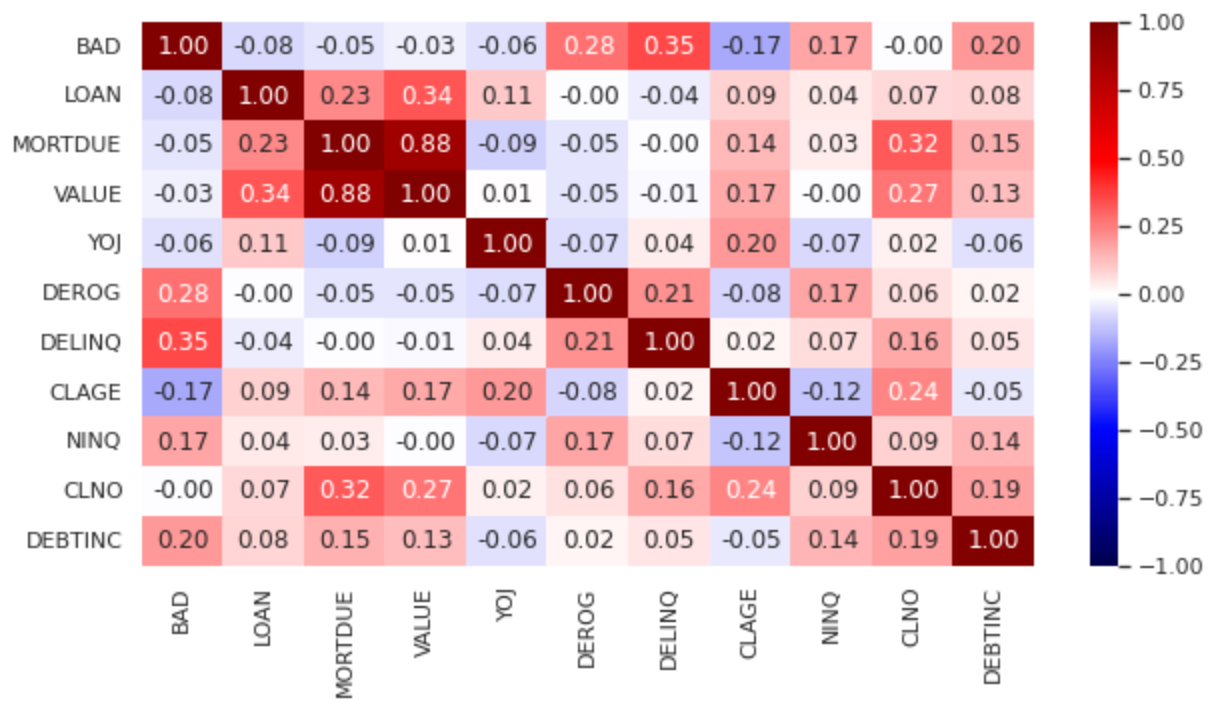 BAD 1.00 -0.08 -0.05 -0.03 -0.06 0.28 0.35 -0.17 0.17 -0.00 0.20
LOAN -0.08 1.00 0.23 0.34 0.11 -0.00 -0.04 0.09 0.04 0.07 0.08
MORTDUE -0.05 0.23 1.00 0.88 -0.09 -0.05 -0.00 0.14 0.03 0.32 0.15
VALUE -0.03 0.34 0.88 1.00 0.01 -0.05 -0.01 0.17 -0.00 0.27 0.13
YOJ -0.06 0.11 -0.09 0.01 1.00 -0.07 0.04 0.20 -0.07 0.02 -0.06
DEROG 0.28 -0.00 -0.05 -0.05 -0.07 1.00 0.21 -0.08 0.17 0.06 0.02
DELINQ 0.35 -0.04 -0.00 -0.01 0.04 0.21 1.00 0.02 0.07 0.16 0.05
CLAGE -0.17 0.09 0.14 0.17 0.20 -0.08 0.02 1.00 -0.12 0.24 -0.05
NINQ 0.17 0.04 0.03 -0.00 -0.07 0.17 0.07 -0.12 1.00 0.09 0.14
CLNO -0.00 0.07 0.32 0.27 0.02 0.06 0.16 0.24 0.09 1.00 0.19
DEBTINC 0.20 0.08 0.15 0.13 -0.06 0.02 0.05 -0.05 0.14 0.19 1.00
BAD LOAN MORTDUE VALUE YOJ DEROG DELINQ CLAGE NINQ CLNO DEBTINC
1.00
0.75
0.50
0.25
0.00
−0.25
−0.50
−0.75
−1.00